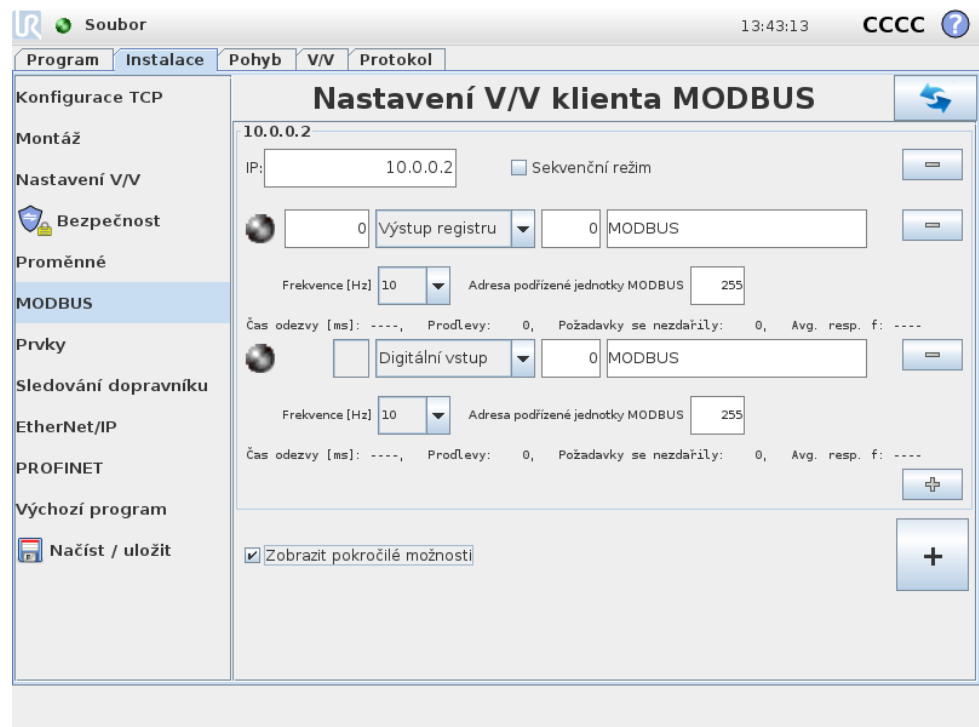 Soubor 13:43:13 CCCC ?
Program Instalace Pohyb V/V Protokol
Konfigurace TCP
Montáž
Nastavení V/V
Bezpečnost
Proměnné
MODBUS
Prvky
Sledování dopravníku
EtherNet/IP
PROFINET
Výchozí program
Načíst / uložit
Nastavení V/V klienta MODBUS
10.0.0.2
IP: 10.0.0.2 Sekvenční režim
0 Výstup registru 0 MODBUS
Frekvence [Hz] 10 Adresa podřízené jednotky MODBUS 255
Čas odezvy [ms]: ----, Prodlevy: 0, Požadavky se nezdařily: 0, Avg. resp. f: ----
Digitální vstup 0 MODBUS
Frekvence [Hz] 10 Adresa podřízené jednotky MODBUS 255
Čas odezvy [ms]: ----, Prodlevy: 0, Požadavky se nezdařily: 0, Avg. resp. f: ----
Zobrazit pokročilé možnosti